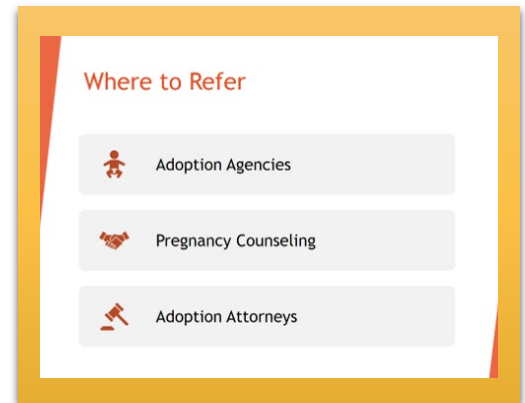 Where to Refer
Adoption Agencies
Pregnancy Counseling
Adoption Attorneys